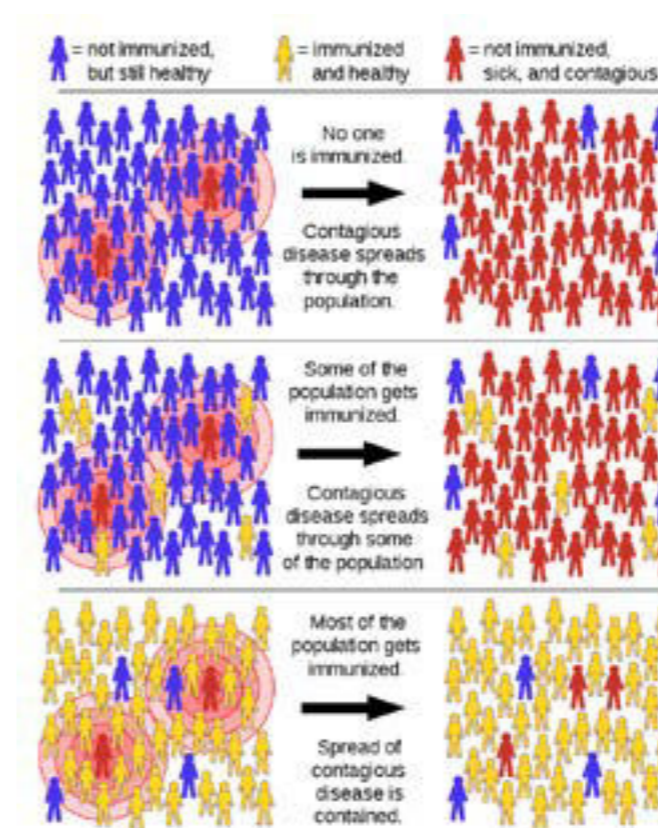 = not immunized,
but still healthy
= immunized
and healthy
= not immunized,
sick, and contagious
No one
is immunized.
Contagious
disease spreads
through the
population.
Some of the
population gets
immunized.
Contagious
disease spreads
through some
of the population
Most of the
population gets
immunized.
Spread of
contagious
disease is
contained.